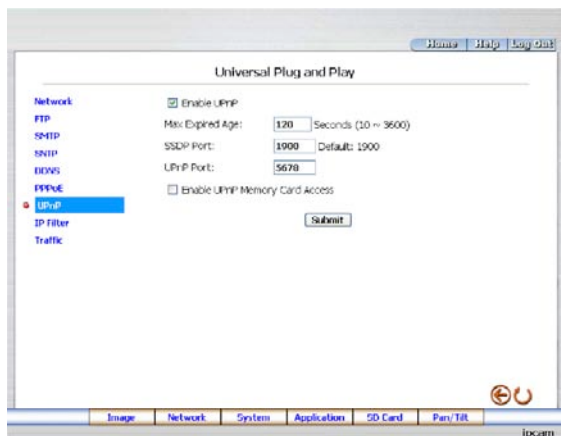 Home Help Log Out
Universal Plug and Play
Network
FTP
SMTP
SNTP
DDNS
PPPoE
UPnP
IP Filter
Traffic
Enable UPnP
Max Expired Age: 120 Seconds (10 ~ 3600)
SSDP Port: 1900 Default: 1900
UPnP Port: 5678
Enable UPnP Memory Card Access
Submit
Image Network System Application SD Card Pan/Tilt
ipcam